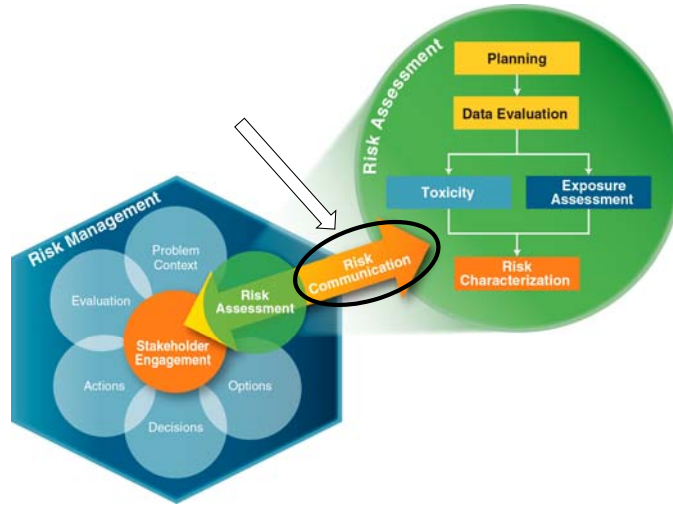 Risk Assessment
Planning
Data Evaluation
Toxicity
Exposure
Assessment
Risk
Characterization
Risk
Communication
Risk Management
Problem
Context
Evaluation
Risk
Assessment
Stakeholder
Engagement
Actions
Options
Decisions